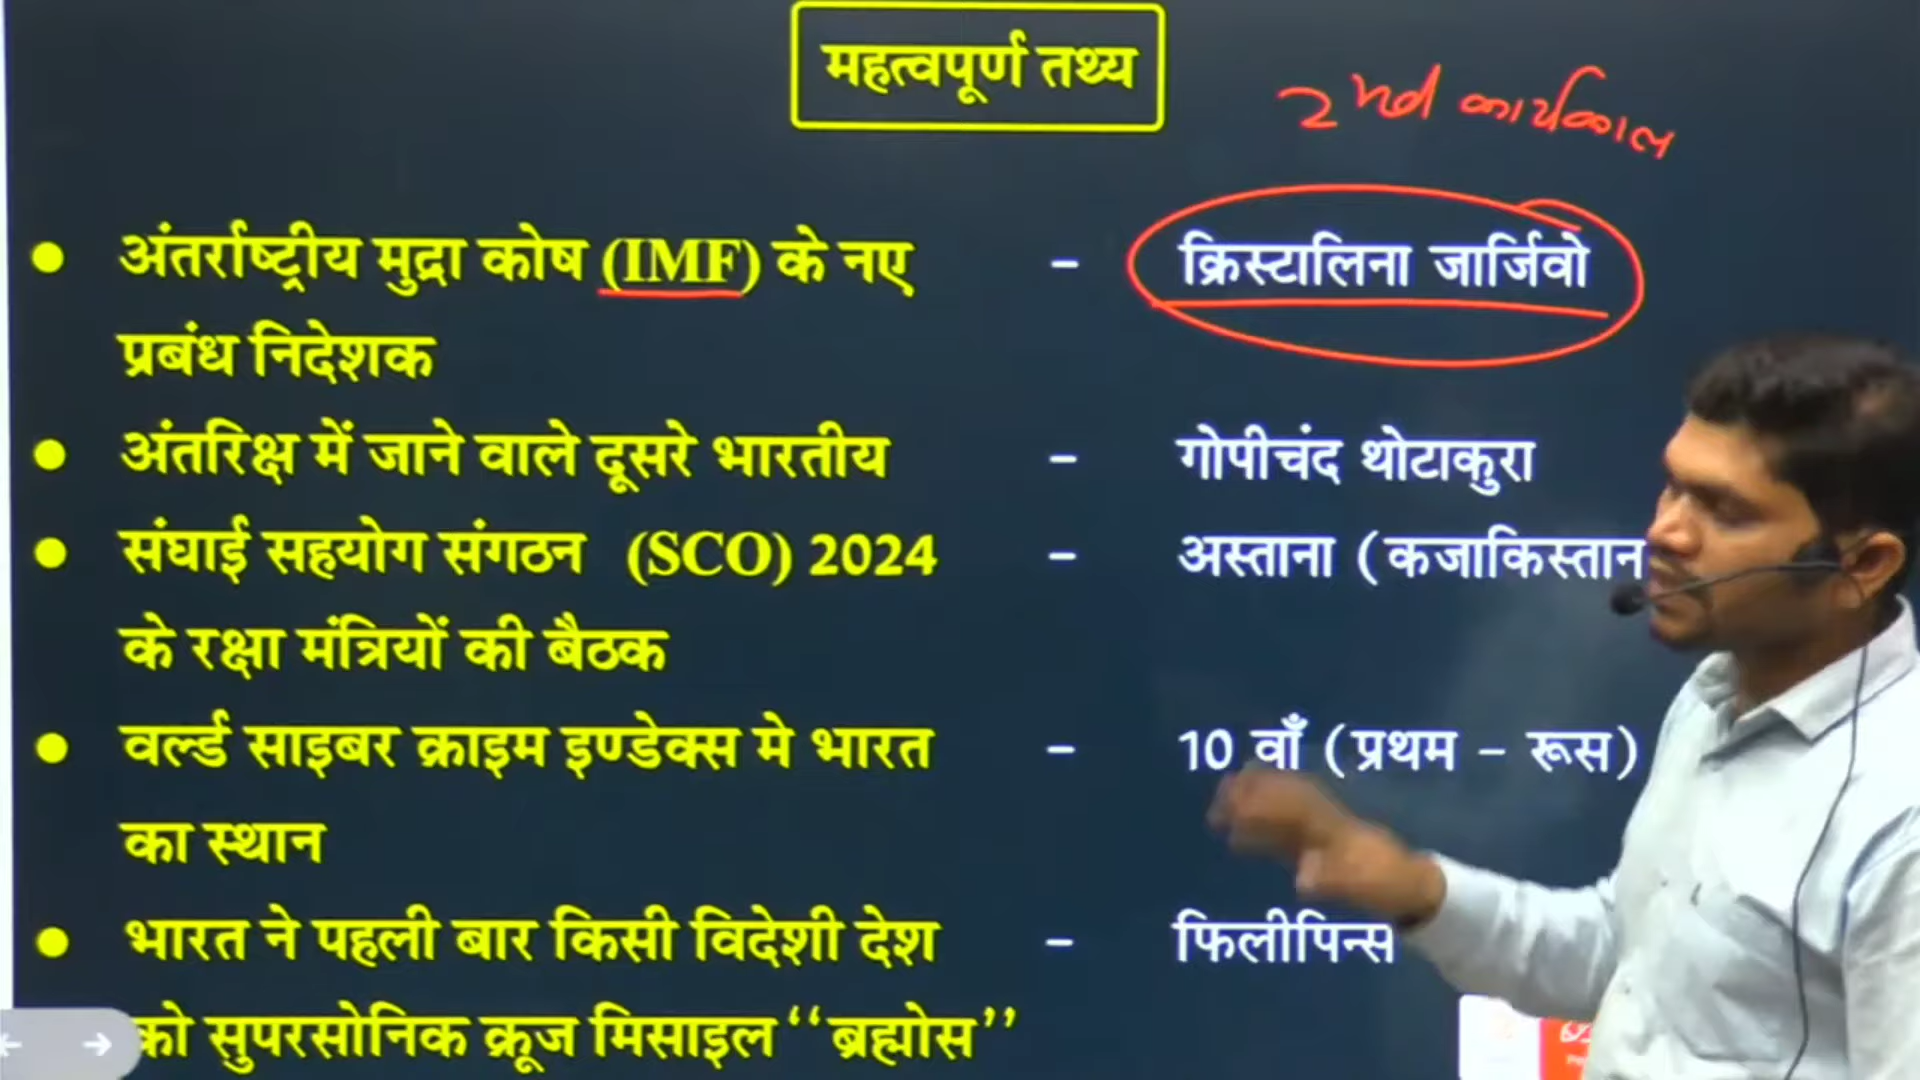 महत्वपूर्ण तथ्य
2nd कार्यकाल
अंतर्राष्ट्रीय मुद्रा कोष (IMF) के नए - क्रिस्टालिना जार्जिवो
प्रबंध निदेशक
अंतरिक्ष में जाने वाले दूसरे भारतीय - गोपीचंद थोटाकुरा
संघाई सहयोग संगठन (SCO) 2024 - अस्ताना (कजाकिस्तान
के रक्षा मंत्रियों की बैठक
वर्ल्ड साइबर क्राइम इण्डेक्स मे भारत - 10 वाँ (प्रथम - रूस)
का स्थान
भारत ने पहली बार किसी विदेशी देश - फिलीपिन्स
को सुपरसोनिक क्रूज मिसाइल “ब्रह्मोस”